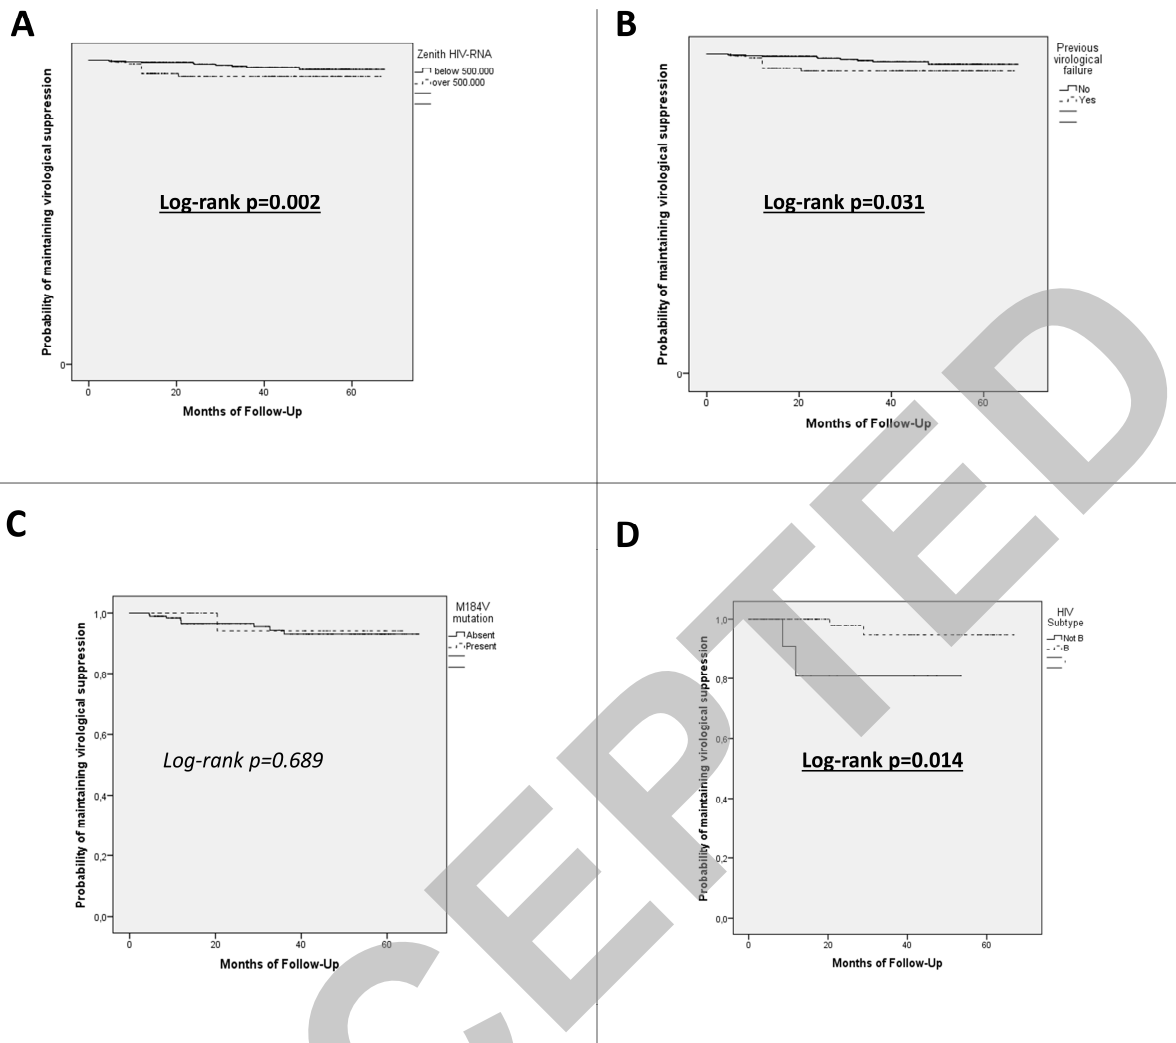 A
Probability of maintaining virological suppression
0
0 20 40 60
Months of Follow-Up
Log-rank p=0.002
Zenith HIV-RNA
below 500.000
over 500.000
B
Probability of maintaining virological suppression
0
0 20 40 60
Months of Follow-Up
Log-rank p=0.031
Previous
virological
failure
No
Yes
C
Probability of maintaining virological suppression
1,0
0,8
0,6
0,4
0,2
0,0
0 20 40 60
Months of Follow-Up
Log-rank p=0.689
M184V
mutation
Absent
Present
D
Probability of maintaining virological suppression
1,0
0,8
0,6
0,4
0,2
0,0
0 20 40 60
Months of Follow-Up
Log-rank p=0.014
HIV
Subtype
Not B
B
CEPTED